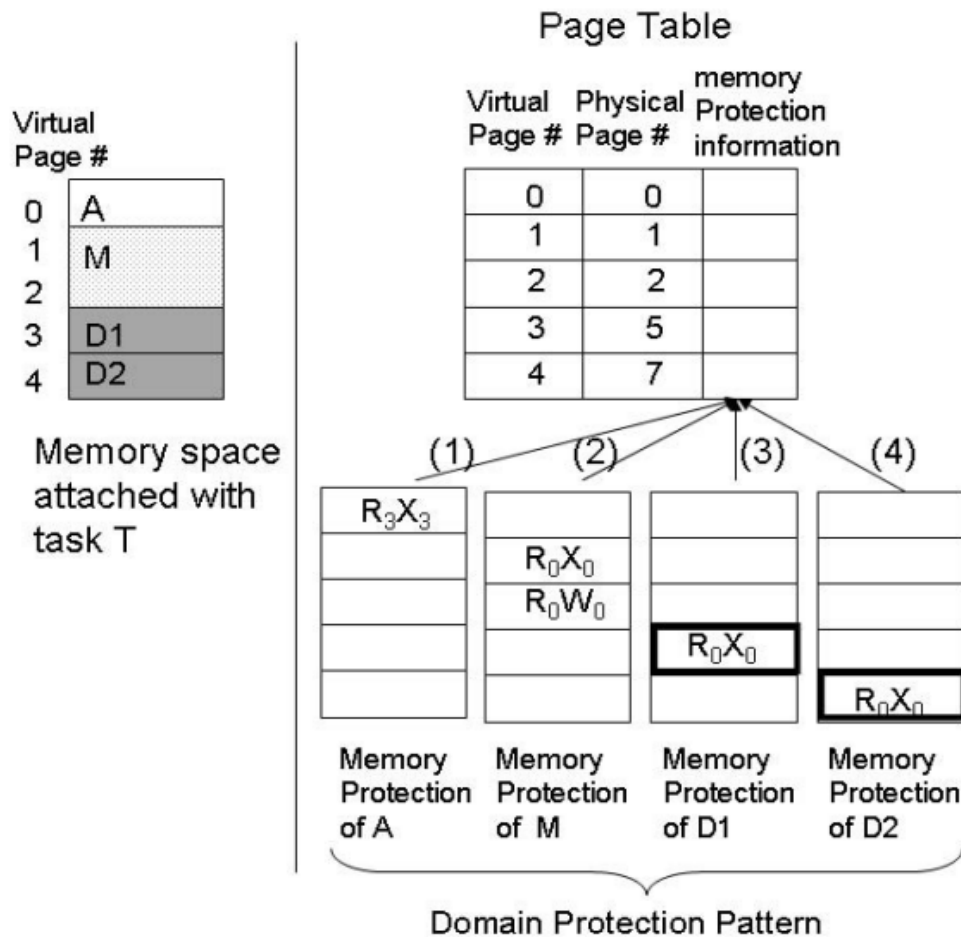 Page Table
Virtual Page #
Physical Page #
memory Protection information
0 0
1 1
2 2
3 5
4 7
Virtual
Page #
0 A
1 M
2
3 D1
4 D2
Memory space
attached with
task T
(1) (2) (3) (4)
R₃X₃
R₀X₀
R₀W₀
R₀X₀
R₀X₀
Memory Protection of A
Memory Protection of M
Memory Protection of D1
Memory Protection of D2
Domain Protection Pattern